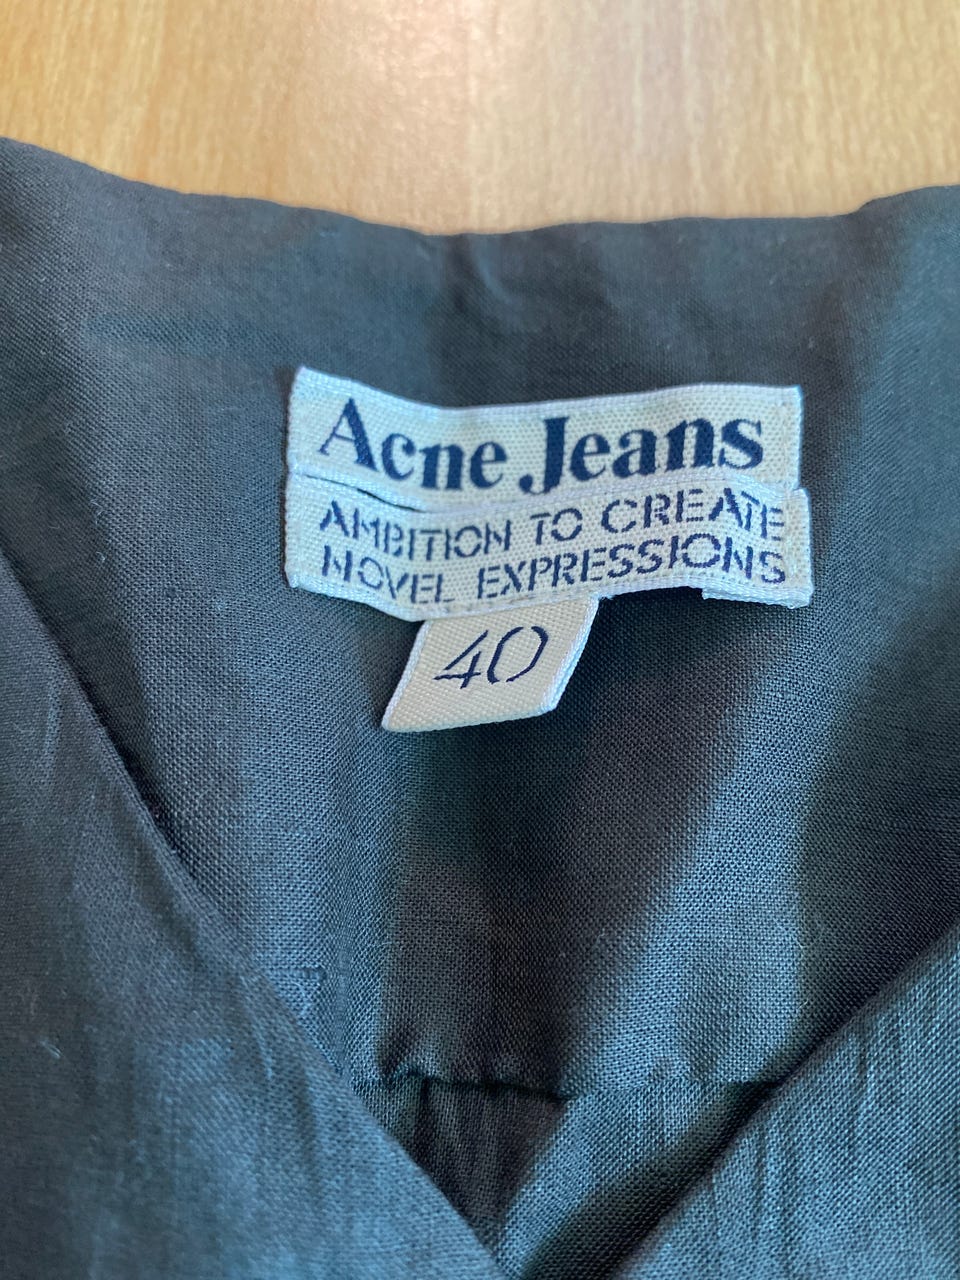 Acne Jeans
AMBITION TO CREATE
NOVEL EXPRESSIONS
40